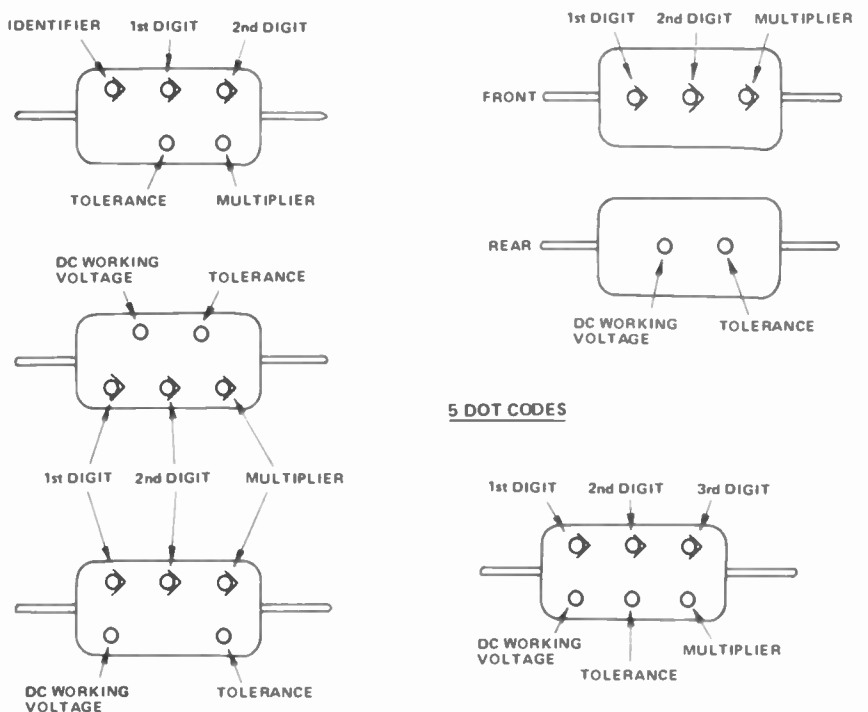 IDENTIFIER 1st DIGIT 2nd DIGIT
TOLERANCE MULTIPLIER
DC WORKING
VOLTAGE
TOLERANCE
1st DIGIT 2nd DIGIT MULTIPLIER
DC WORKING
VOLTAGE
TOLERANCE
1st DIGIT 2nd DIGIT MULTIPLIER
FRONT
REAR
DC WORKING
VOLTAGE
TOLERANCE
5 DOT CODES
1st DIGIT 2nd DIGIT 3rd DIGIT
DC WORKING
VOLTAGE
TOLERANCE
MULTIPLIER